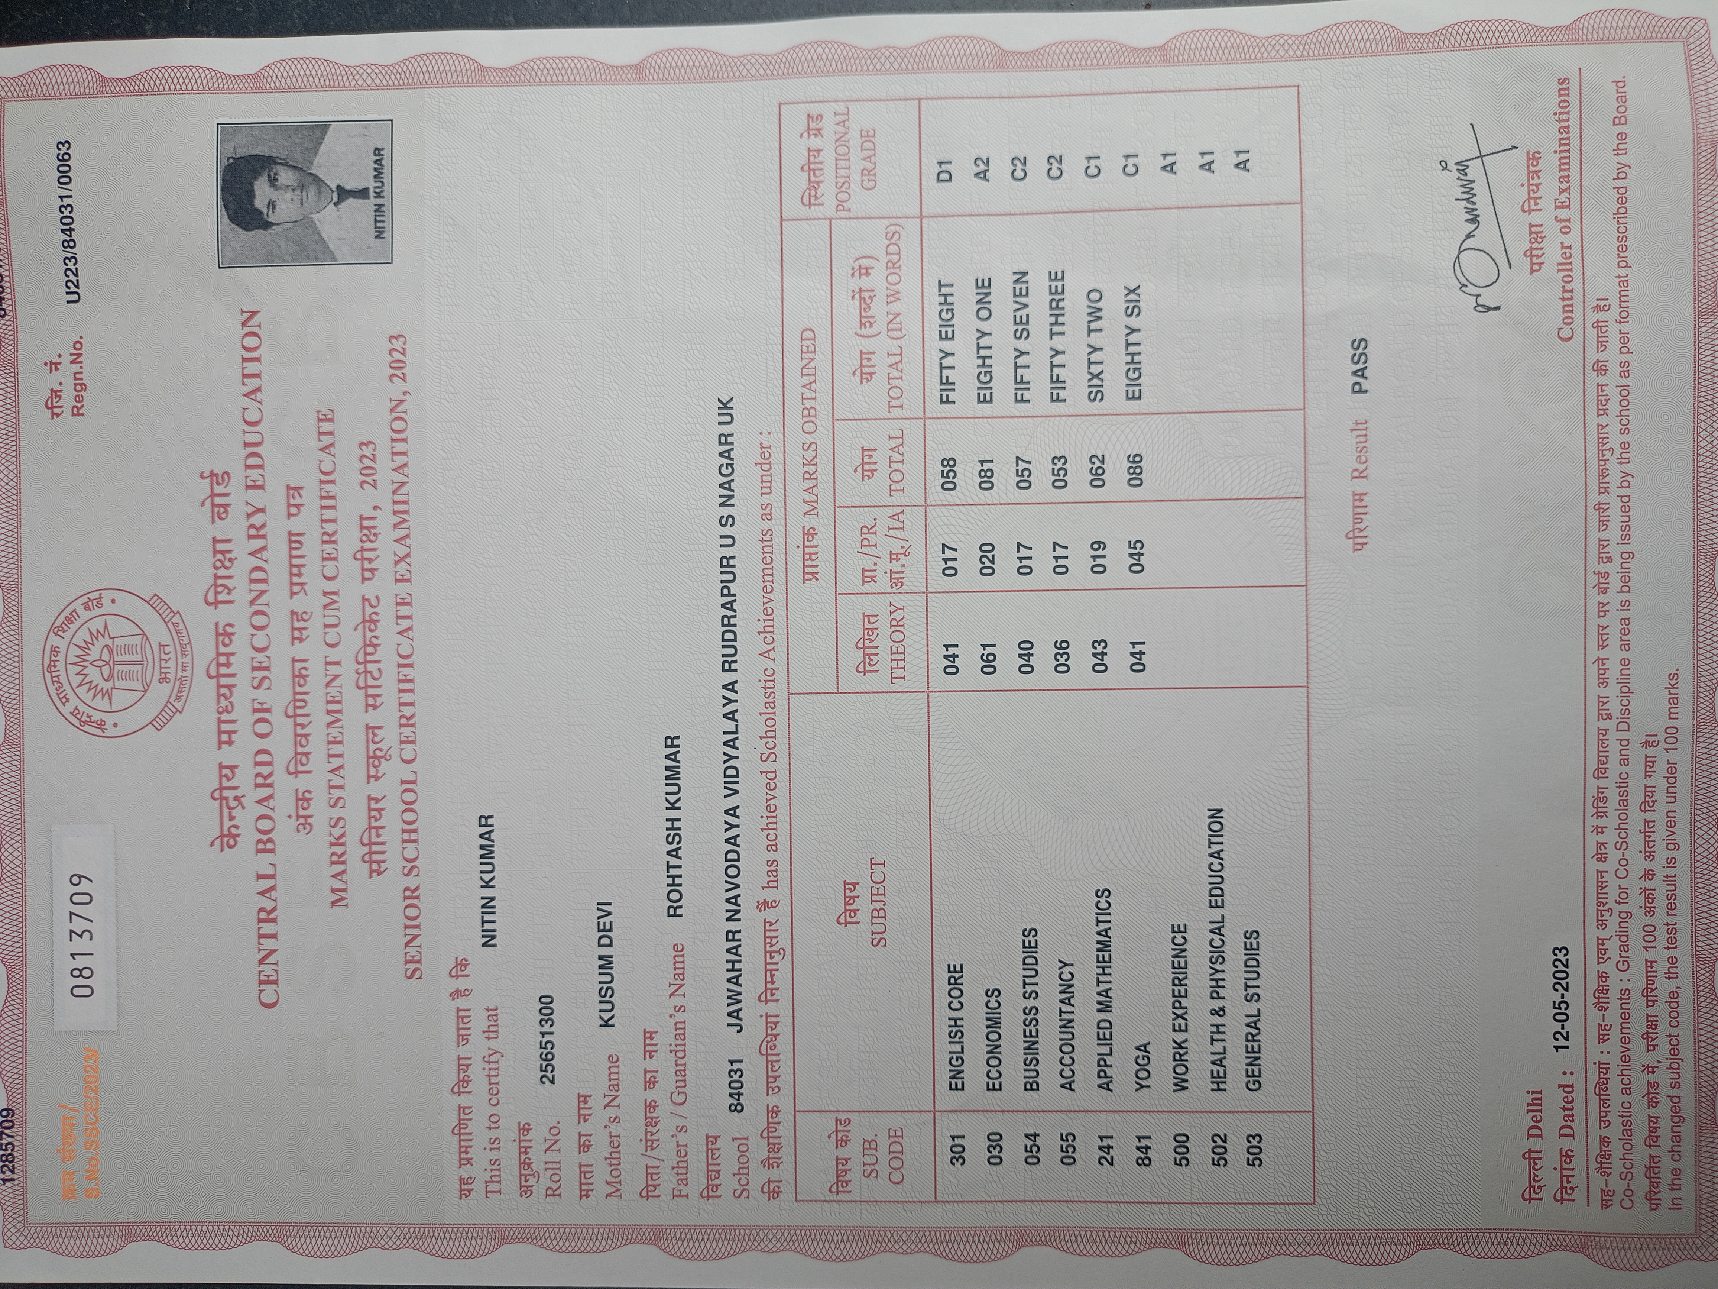 रजि. नं.
Regn.No. U223/84031/0063
0813709
केन्द्रीय माध्यमिक शिक्षा बोर्ड
भारत
असतो मा सद्गमय
केन्द्रीय माध्यमिक शिक्षा बोर्ड
CENTRAL BOARD OF SECONDARY EDUCATION
अंक विवरणिका सह प्रमाण पत्र
MARKS STATEMENT CUM CERTIFICATE
सीनियर स्कूल सर्टिफिकेट परीक्षा, 2023
SENIOR SCHOOL CERTIFICATE EXAMINATION, 2023
NITIN KUMAR
यह प्रमाणित किया जाता है कि
This is to certify that NITIN KUMAR
अनुक्रमांक
Roll No. 25651300
माता का नाम
Mother's Name KUSUM DEVI
पिता/संरक्षक का नाम
Father's / Guardian's Name ROHTASH KUMAR
विद्यालय
School 84031 JAWAHAR NAVODAYA VIDYALAYA RUDRAPUR U S NAGAR UK
की शैक्षणिक उपलब्धियां निम्नानुसार हैं has achieved Scholastic Achievements as under :
विषय कोड SUB. CODE
विषय SUBJECT
प्राप्तांक MARKS OBTAINED
लिखित THEORY
प्रा./PR. आं.मू./IA
योग TOTAL
योग (शब्दों में) TOTAL (IN WORDS)
स्थितीय ग्रेड POSITIONAL GRADE
301 ENGLISH CORE 041 017 058 FIFTY EIGHT D1
030 ECONOMICS 061 020 081 EIGHTY ONE A2
054 BUSINESS STUDIES 040 017 057 FIFTY SEVEN C2
055 ACCOUNTANCY 036 017 053 FIFTY THREE C2
241 APPLIED MATHEMATICS 043 019 062 SIXTY TWO C1
841 YOGA 041 045 086 EIGHTY SIX C1
500 WORK EXPERIENCE A1
502 HEALTH & PHYSICAL EDUCATION A1
503 GENERAL STUDIES A1
परिणाम Result PASS
दिल्ली Delhi
दिनांक Dated : 12-05-2023
परीक्षा नियंत्रक
Controller of Examinations
सह-शैक्षिक उपलब्धियां : सह-शैक्षिक एवम् अनुशासन क्षेत्र में ग्रेडिंग विद्यालय द्वारा अपने स्तर पर बोर्ड द्वारा जारी प्रारूपनुसार प्रदान की जाती है।
Co-Scholastic achievements : Grading for Co-Scholastic and Discipline area is being issued by the school as per format prescribed by the Board.
परिवर्तित विषय कोड में, परीक्षा परिणाम 100 अंकों के अंतर्गत दिया गया है।
In the changed subject code, the test result is given under 100 marks.